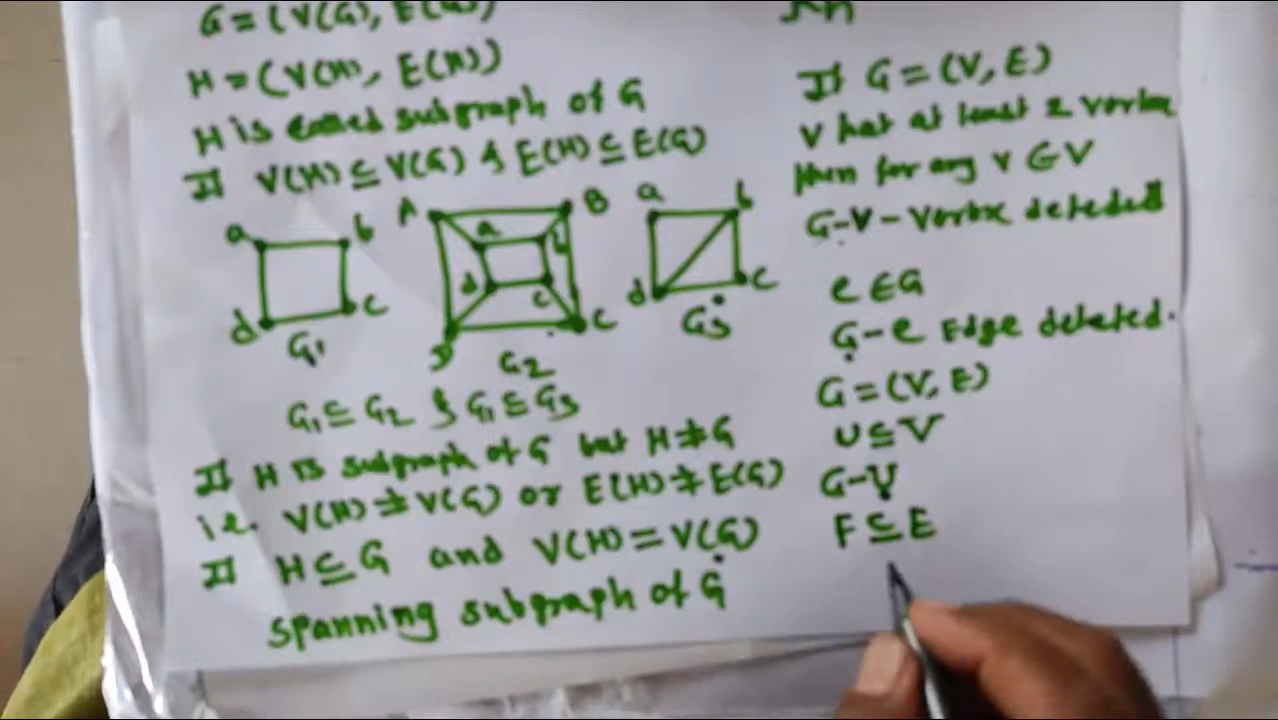 G = (V(G), E(G))
H = (V(H), E(H))
H is called subgraph of G
If V(H) ⊆ V(G) & E(H) ⊆ E(G)
a b
d c
G1
A B
a b
d c
D C
G2
a b
d c
G3
G1 ⊆ G2 & G1 ⊆ G3
If H is subgraph of G but H ≠ G
i.e. V(H) ≠ V(G) or E(H) ≠ E(G)
If H ⊆ G and V(H) = V(G)
Spanning subgraph of G
If G = (V, E)
V has at least 2 vertex
then for any v ∈ V
G-V - Vertex deleted
e ∈ G
G-e Edge deleted.
G = (V, E)
U ⊆ V
G-U
F ⊆ E